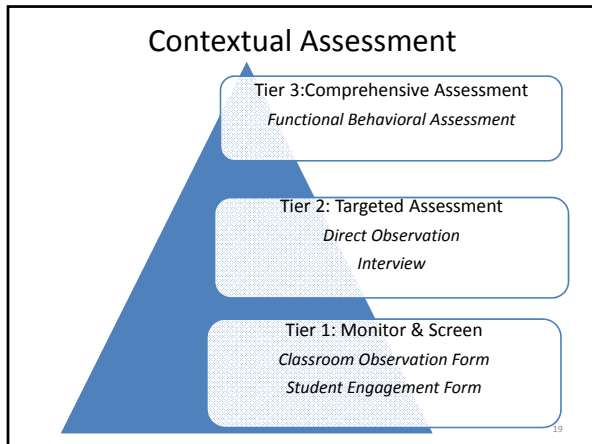 Contextual Assessment
Tier 3:Comprehensive Assessment
Functional Behavioral Assessment
Tier 2: Targeted Assessment
Direct Observation
Interview
Tier 1: Monitor & Screen
Classroom Observation Form
Student Engagement Form
19